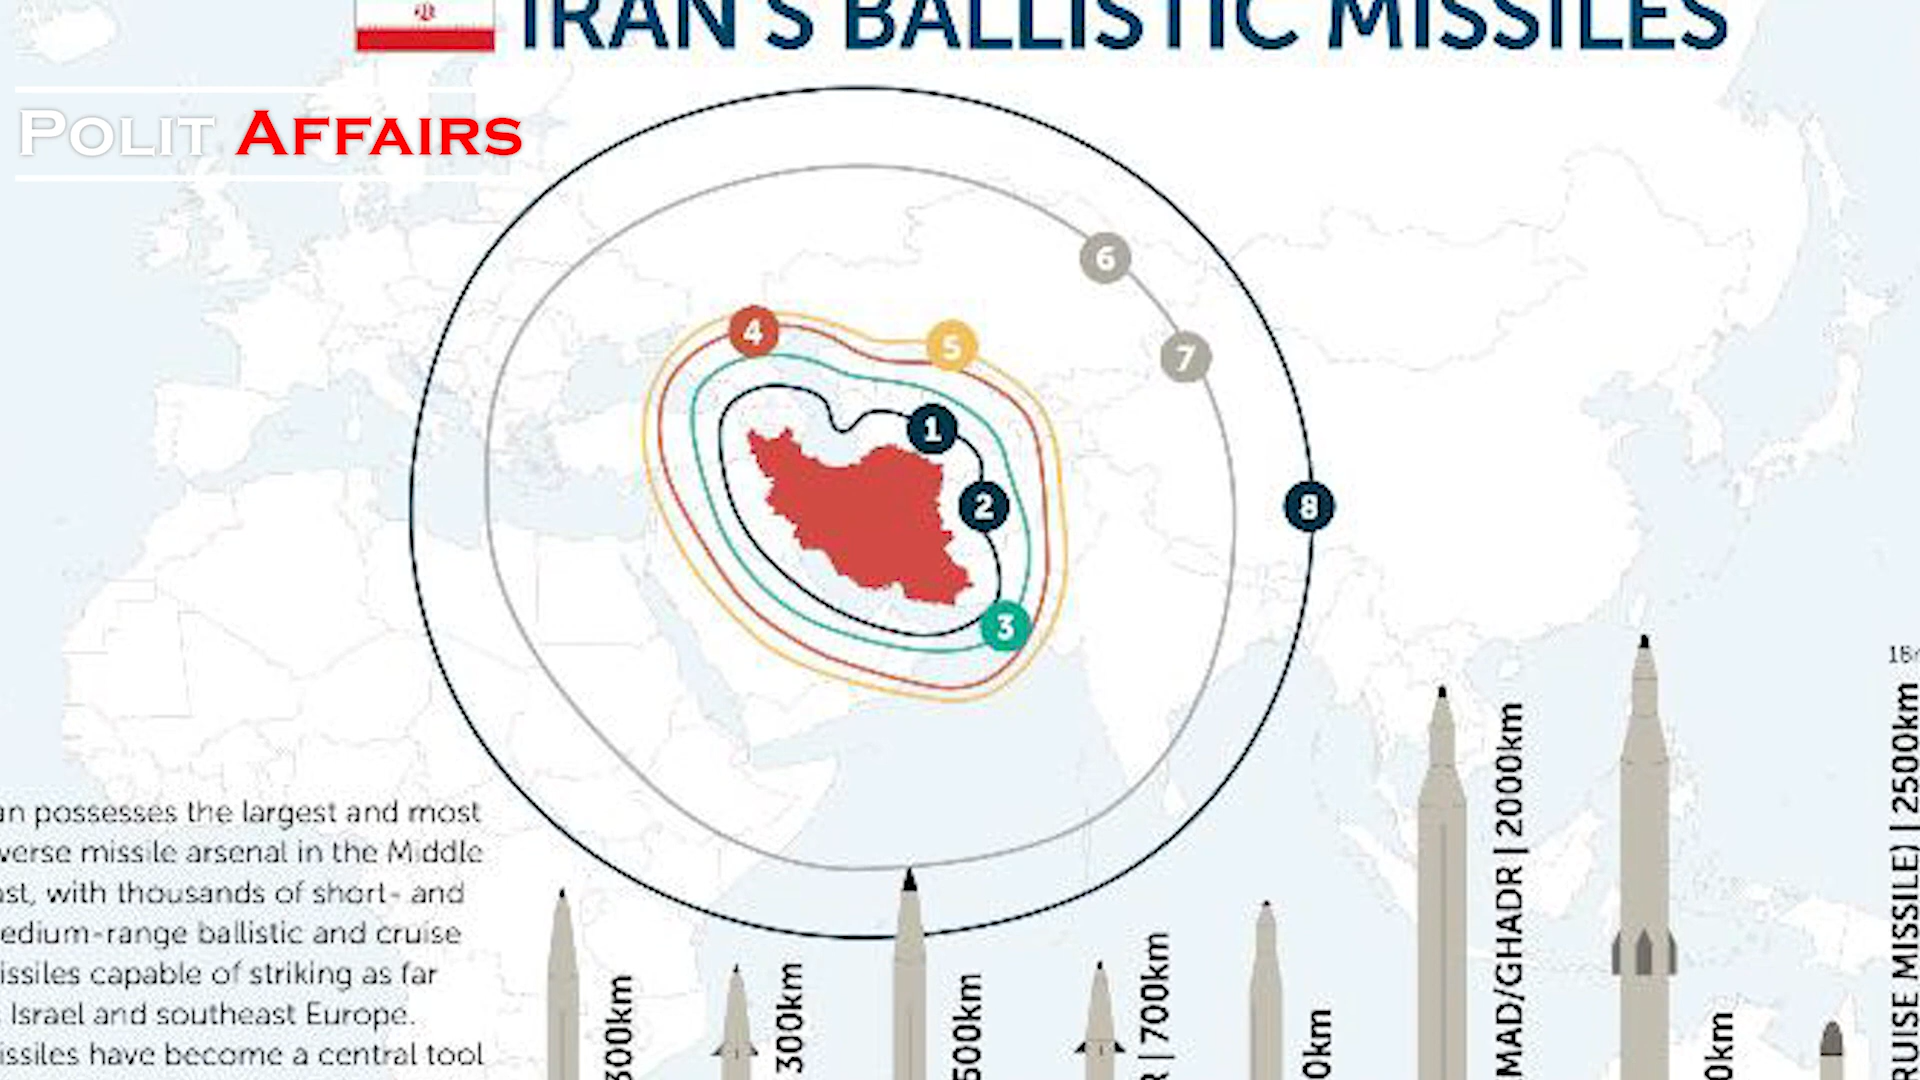 IRAN'S BALLISTIC MISSILES
POLIT AFFAIRS
6
4
5
7
1
2
8
3
an possesses the largest and most
verse missile arsenal in the Middle
ast, with thousands of short- and
edium-range ballistic and cruise
issiles capable of striking as far
Israel and southeast Europe.
issiles have become a central tool
300km
300km
500km
R | 700km
0km
MAD/GHADR | 2000km
0km
16
RUISE MISSILE) | 2500km